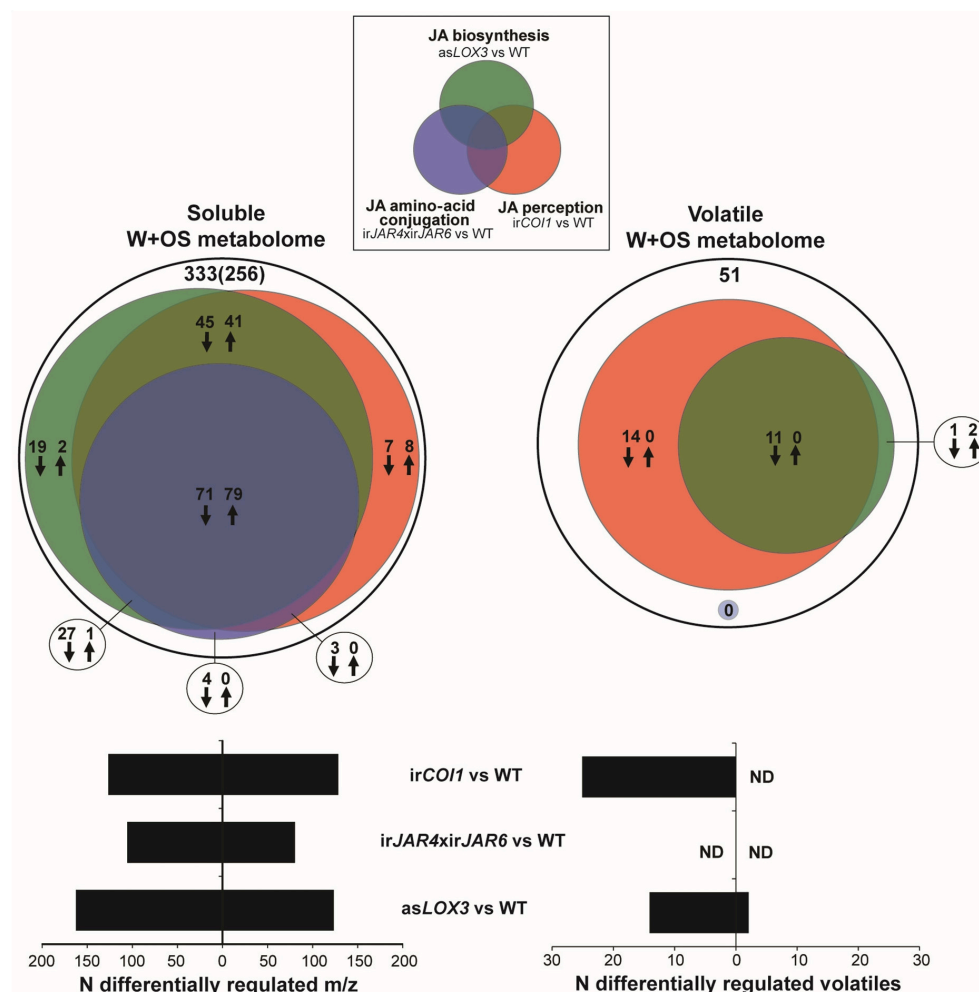 JA biosynthesis
asLOX3 vs WT
JA amino-acid
conjugation
irJAR4xirJAR6 vs WT
JA perception
irCOI1 vs WT
Soluble
W+OS metabolome
333(256)
45 41
19 2
7 8
71 79
27 1
4 0
3 0
Volatile
W+OS metabolome
51
14 0
11 0
1 2
0
irCOI1 vs WT
ND
irJAR4xirJAR6 vs WT
ND ND
asLOX3 vs WT
200 150 100 50 0 50 100 150 200
N differentially regulated m/z
30 20 10 0 10 20 30
N differentially regulated volatiles